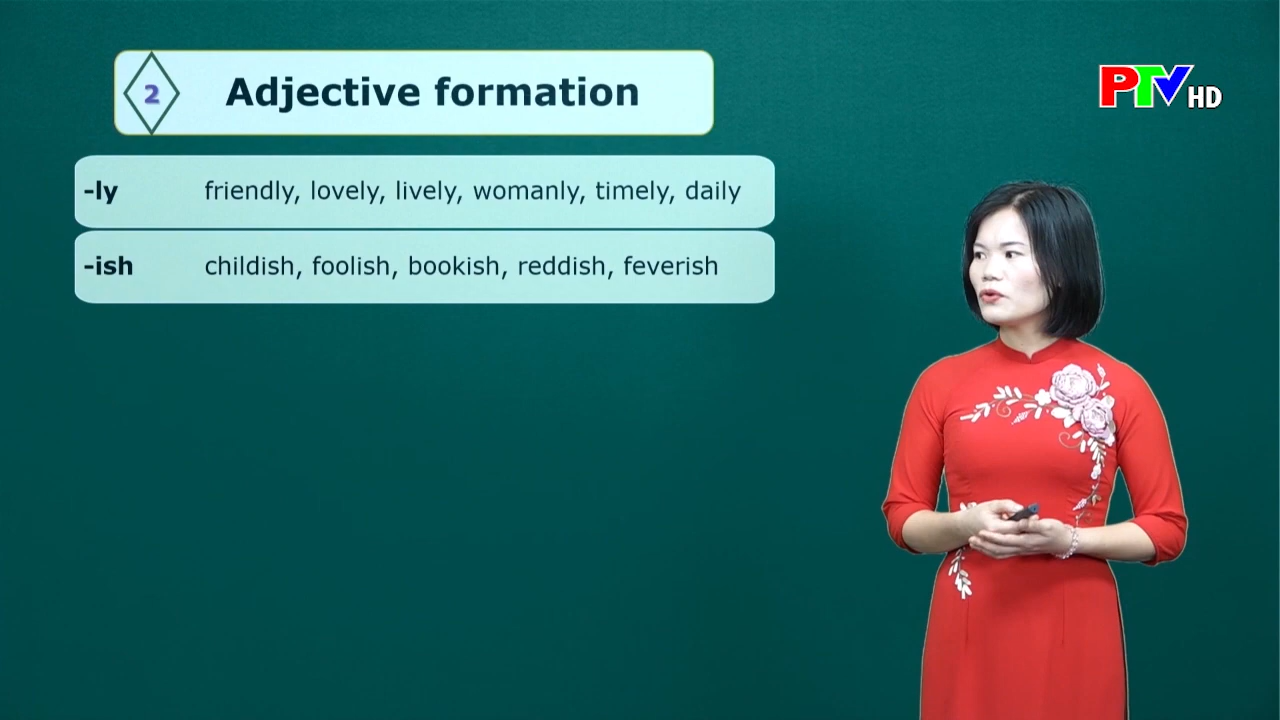 2 Adjective formation
PTV HD
-ly friendly, lovely, lively, womanly, timely, daily
-ish childish, foolish, bookish, reddish, feverish